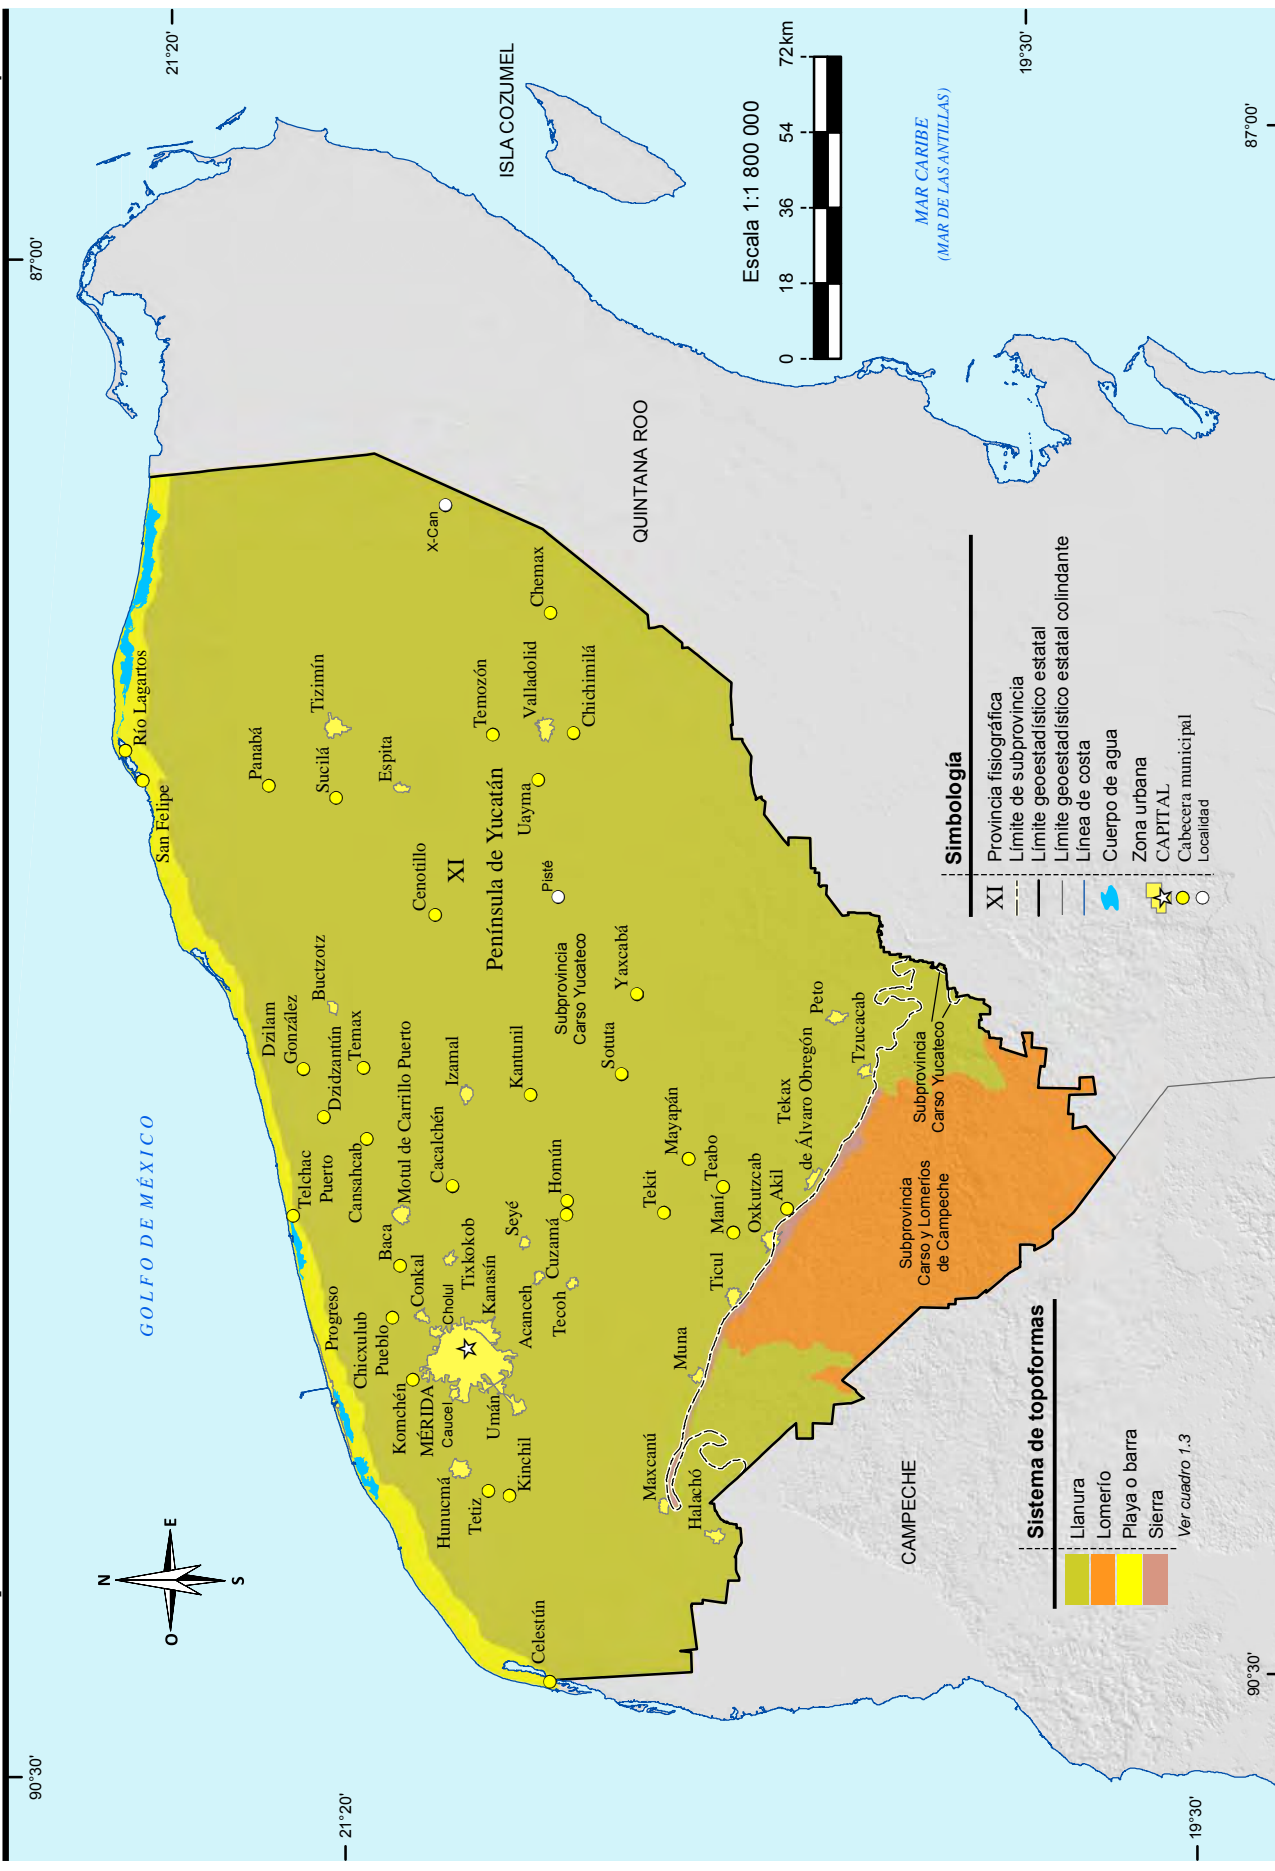 90°30'
87°00'
21°20'
21°20'
GOLFO DE MÉXICO
N
O
E
S
ISLA COZUMEL
Río Lagartos
San Felipe
Panabá
Tizimín
Sucilá
Espita
X-Can
Dzilam
González
Buctzotz
Dzidzantún
Temax
Telchac
Puerto
Cansahcab
Motul de Carrillo Puerto
Cenotillo
XI
Península de Yucatán
Temozón
Chemax
Valladolid
Chichimilá
Uayma
Pisté
Subprovincia
Carso Yucateco
Progreso
Chicxulub
Pueblo
Baca
Conkal
Cacalchén
Izamal
Komchén
MÉRIDA
Cholul
Tixkokob
Kanasín
Seyé
Kantunil
Caucel
Umán
Acanceh
Cuzamá
Homún
Tecoh
Hunucmá
Tetiz
Kinchil
Celestún
Yaxcabá
Sotuta
Mayapán
Tekit
Teabo
Maní
Maxcanú
Muna
Ticul
Oxkutzcab
Akil
Tekax
de Álvaro Obregón
Peto
Tzucacab
Halachó
Subprovincia
Carso Yucateco
Subprovincia
Carso y Lomeríos
de Campeche
QUINTANA ROO
CAMPECHE
Escala 1:1 800 000
0
18
36
54
72km
MAR CARIBE
(MAR DE LAS ANTILLAS)
Sistema de topoformas
Llanura
Lomerío
Playa o barra
Sierra
Ver cuadro 1.3
Simbología
XI
Provincia fisiográfica
Límite de subprovincia
Límite geoestadístico estatal
Límite geoestadístico estatal colindante
Línea de costa
Cuerpo de agua
Zona urbana
CAPITAL
Cabecera municipal
Localidad
19°30'
19°30'
90°30'
87°00'